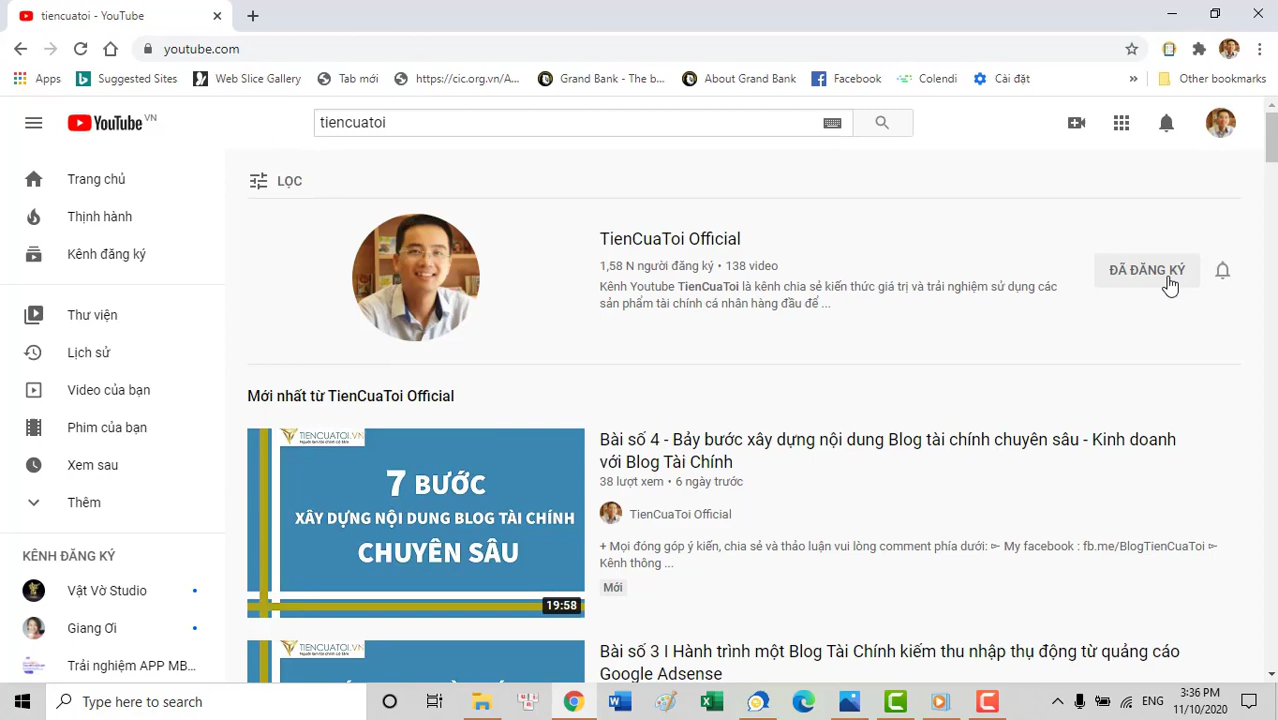 tiencuatoi - YouTube
youtube.com
Apps
Suggested Sites
Web Slice Gallery
Tab mới
https://cic.org.vn/A...
Grand Bank - The b...
About Grand Bank
Facebook
Colendi
Cài đặt
»
Other bookmarks
YouTube VN
tiencuatoi
Trang chủ
Thịnh hành
Kênh đăng ký
Thư viện
Lịch sử
Video của bạn
Phim của bạn
Xem sau
Thêm
KÊNH ĐĂNG KÝ
Vật Vờ Studio
Giang Ơi
Trải nghiệm APP MB...
LỌC
TienCuaToi Official
1,58 N người đăng ký • 138 video
Kênh Youtube TienCuaToi là kênh chia sẻ kiến thức giá trị và trải nghiệm sử dụng các
sản phẩm tài chính cá nhân hàng đầu để ...
ĐÃ ĐĂNG KÝ
Mới nhất từ TienCuaToi Official
TIENCUATOI.VN
7 BƯỚC
XÂY DỰNG NỘI DUNG BLOG TÀI CHÍNH
CHUYÊN SÂU
19:58
Bài số 4 - Bảy bước xay dựng nội dung Blog tài chính chuyên sâu - Kinh doanh
với Blog Tài Chính
38 lượt xem • 6 ngày trước
TienCuaToi Official
+ Mọi đóng góp ý kiến, chia sẻ và thảo luận vui lòng comment phía dưới: ► My facebook : fb.me/BlogTienCuaToi ►
Kênh thông ...
Mới
TIENCUATOI.VN
Bài số 3 I Hành trình một Blog Tài Chính kiếm thu nhập thụ động từ quảng cáo
Google Adsense
Type here to search
3:36 PM
11/10/2020